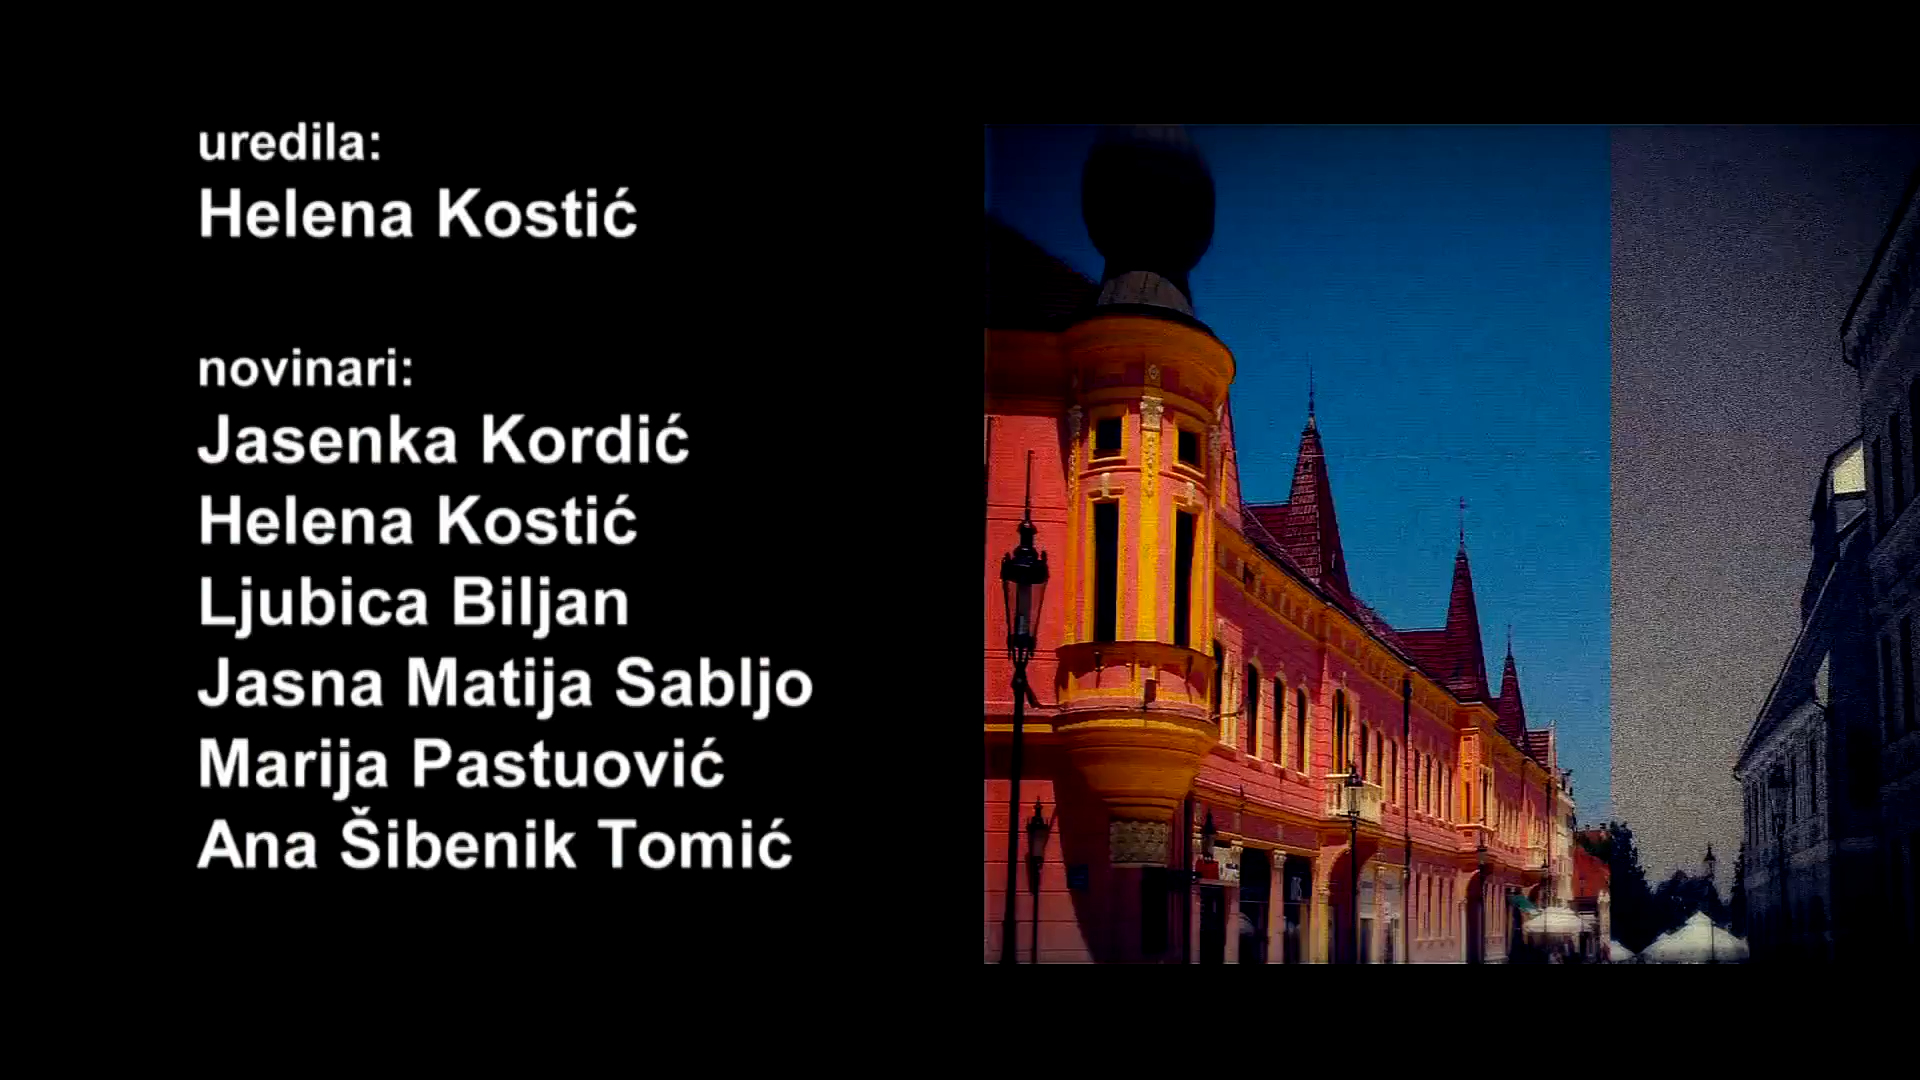 uredila:
Helena Kostić
novinari:
Jasenka Kordić
Helena Kostić
Ljubica Biljan
Jasna Matija Sabljo
Marija Pastuović
Ana Šibenik Tomić